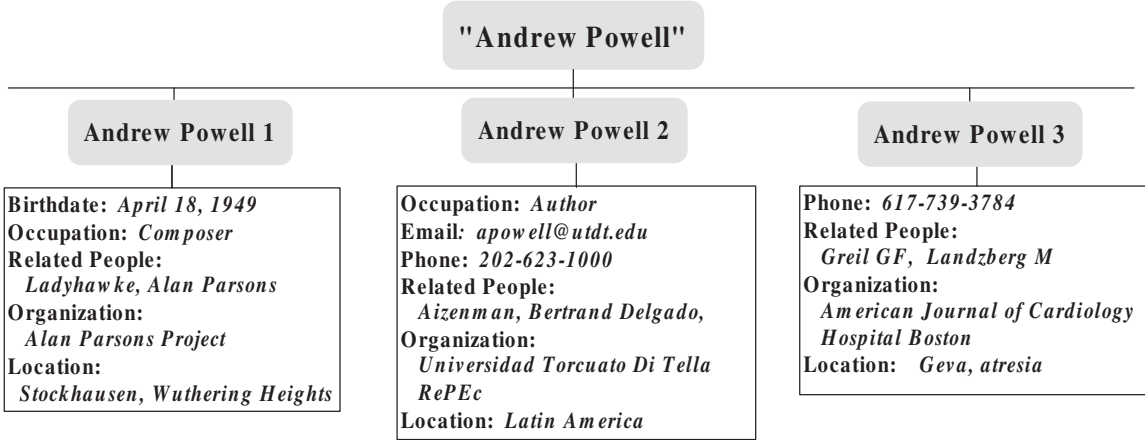 "Andrew Powell"
Andrew Powell 1
Andrew Powell 2
Andrew Powell 3
Birthdate: April 18, 1949
Occupation: Composer
Related People:
Ladyhawke, Alan Parsons
Organization:
Alan Parsons Project
Location:
Stockhausen, Wuthering Heights
Occupation: Author
Email: apowell@utdt.edu
Phone: 202-623-1000
Related People:
Aizenman, Bertrand Delgado,
Organization:
Universidad Torcuato Di Tella
RePEc
Location: Latin America
Phone: 617-739-3784
Related People:
Greil GF, Landzberg M
Organization:
American Journal of Cardiology
Hospital Boston
Location: Geva, atresia